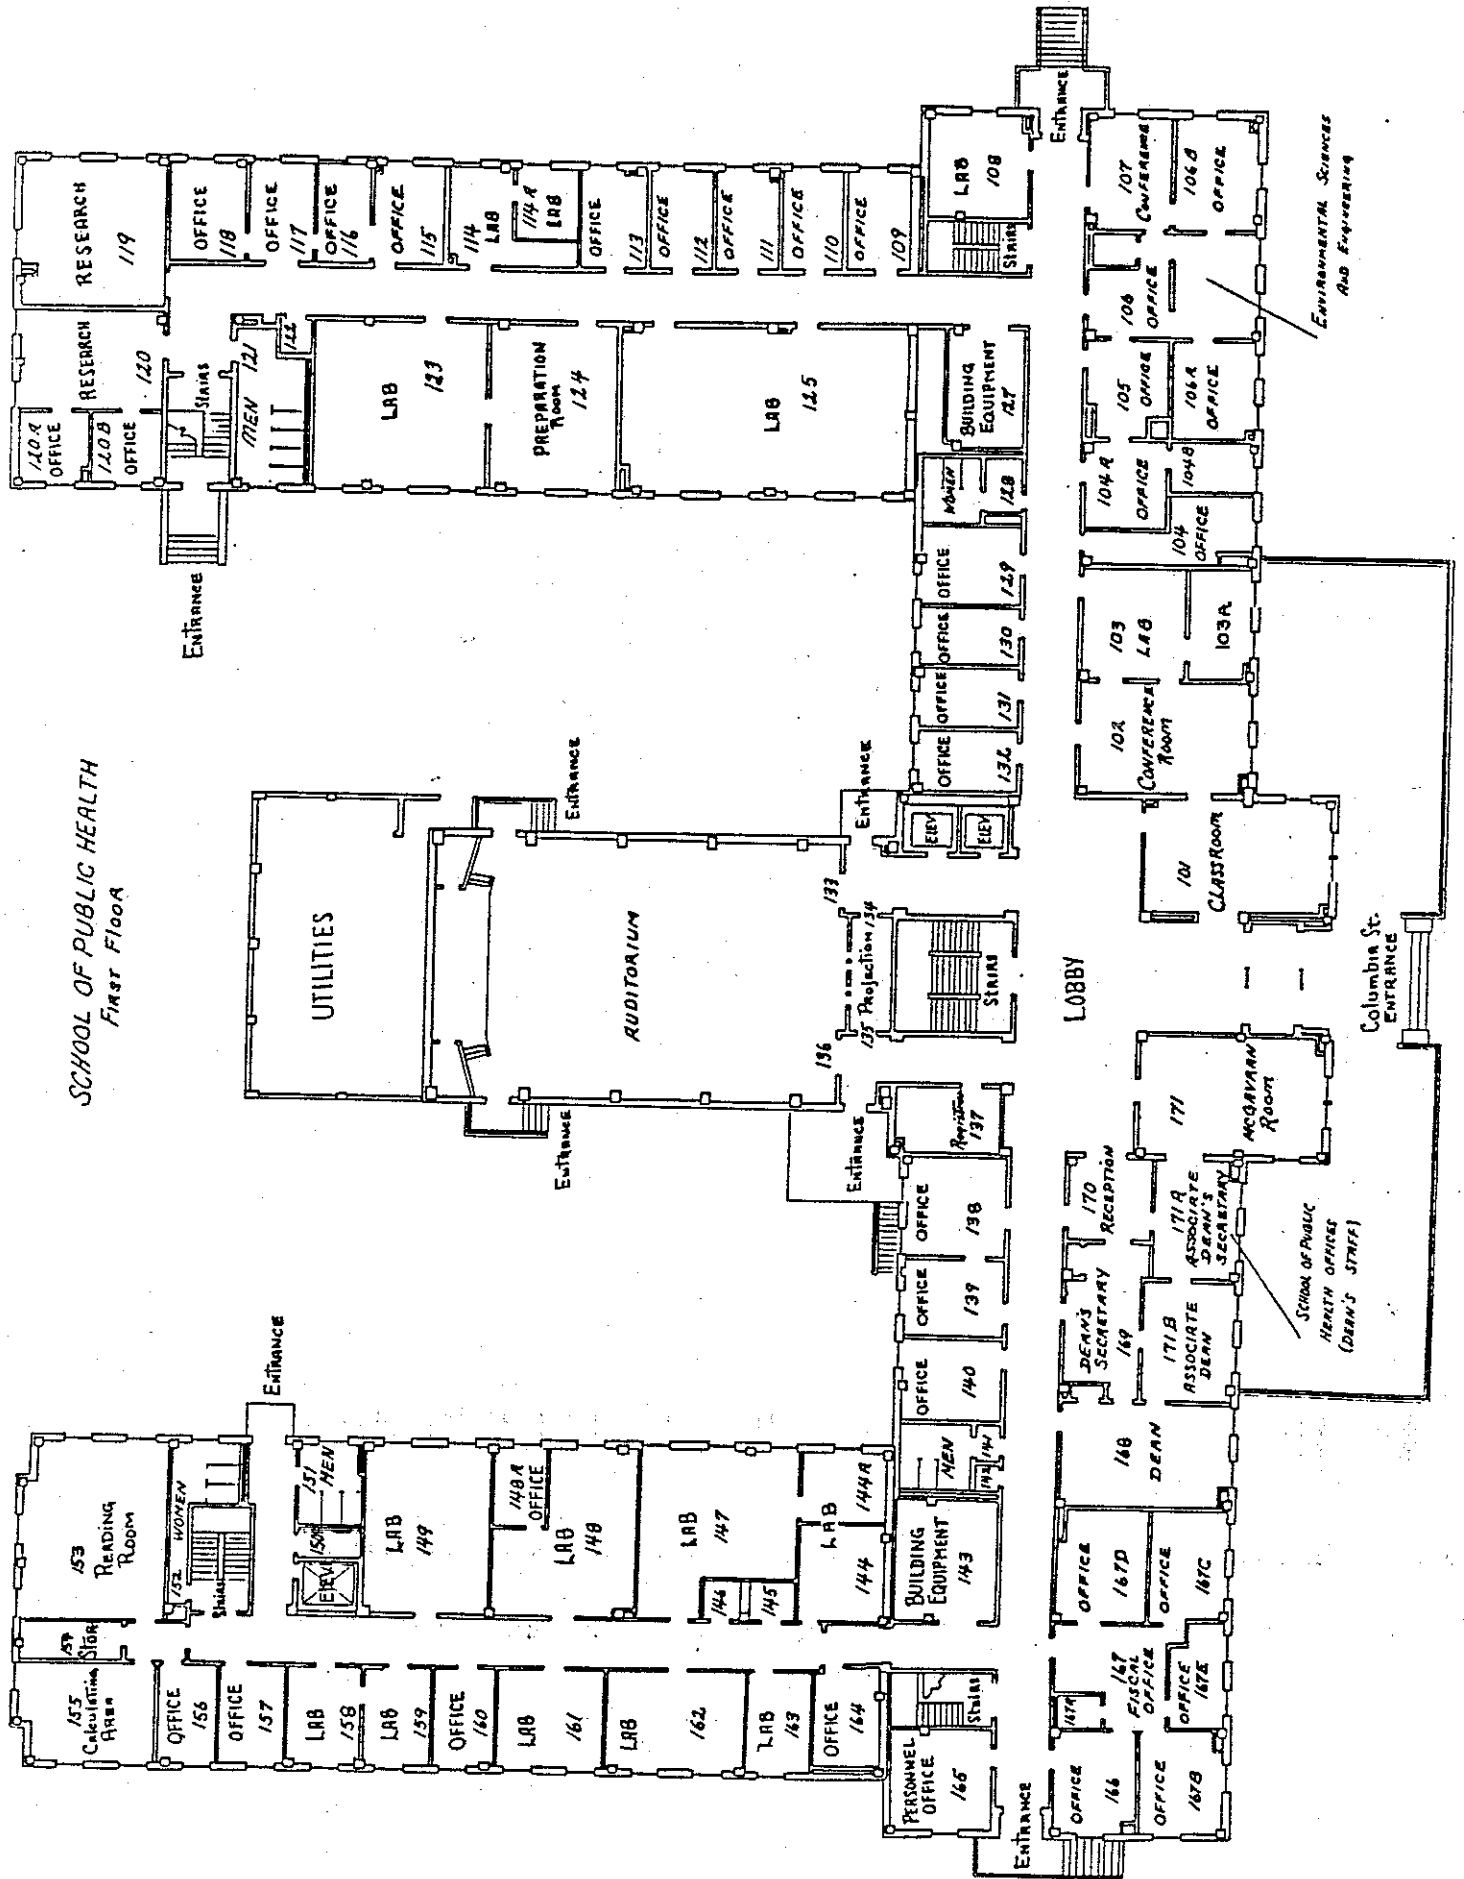 SCHOOL OF PUBLIC HEALTH
FIRST FLOOR
153
READING
ROOM
154
STOR.
155
Calculating
AREA
152 WOMEN
Stairs
Entrance
151
MEN
150A
ELEV
OFFICE
156
OFFICE
157
LAB
158
LAB
159
OFFICE
160
LAB
161
LAB
162
LAB
163
OFFICE
164
LAB
149
148A
OFFICE
LAB
148
LAB
147
146
145
LAB
144
144A
BUILDING
EQUIPMENT
143
MEN
142
141
PERSONNEL
OFFICE
165
Stairs
Entrance
OFFICE
140
OFFICE
139
OFFICE
138
Registrar
137
Entrance
Entrance
UTILITIES
AUDITORIUM
Entrance
Entrance
136
133
135 Projection 134
STAIRS
ELEV
ELEV
OFFICE
132
OFFICE
131
OFFICE
130
OFFICE
129
WOMEN
128
BUILDING
EQUIPMENT
127
Entrance
120A
OFFICE
120B
OFFICE
RESEARCH
120
RESEARCH
119
Stairs
MEN
121
122
LAB
123
PREPARATION
ROOM
124
LAB
125
OFFICE
118
OFFICE
117
OFFICE
116
OFFICE
115
114
LAB
114A
LAB
OFFICE
113
OFFICE
112
OFFICE
111
OFFICE
110
OFFICE
109
LAB
108
Stairs
Entrance
LOBBY
OFFICE
166
OFFICE
167B
167A
167
FISCAL
OFFICE
OFFICE
167E
OFFICE
167D
OFFICE
167C
168
DEAN
DEAN'S
SECRETARY
169
171B
ASSOCIATE
DEAN
170
RECEPTION
171A
ASSOCIATE
DEAN'S
SECRETARY
171
MCGAVRAN
ROOM
SCHOOL OF PUBLIC
HEALTH OFFICES
(DEAN'S STAFF)
Columbia St.
ENTRANCE
101
CLASSROOM
102
CONFERENCE
ROOM
103
LAB
103A
104
OFFICE
104A
OFFICE
104B
105
OFFICE
106A
OFFICE
106
OFFICE
107
CONFERENCE
106B
OFFICE
ENVIRONMENTAL SCIENCES
AND ENGINEERING